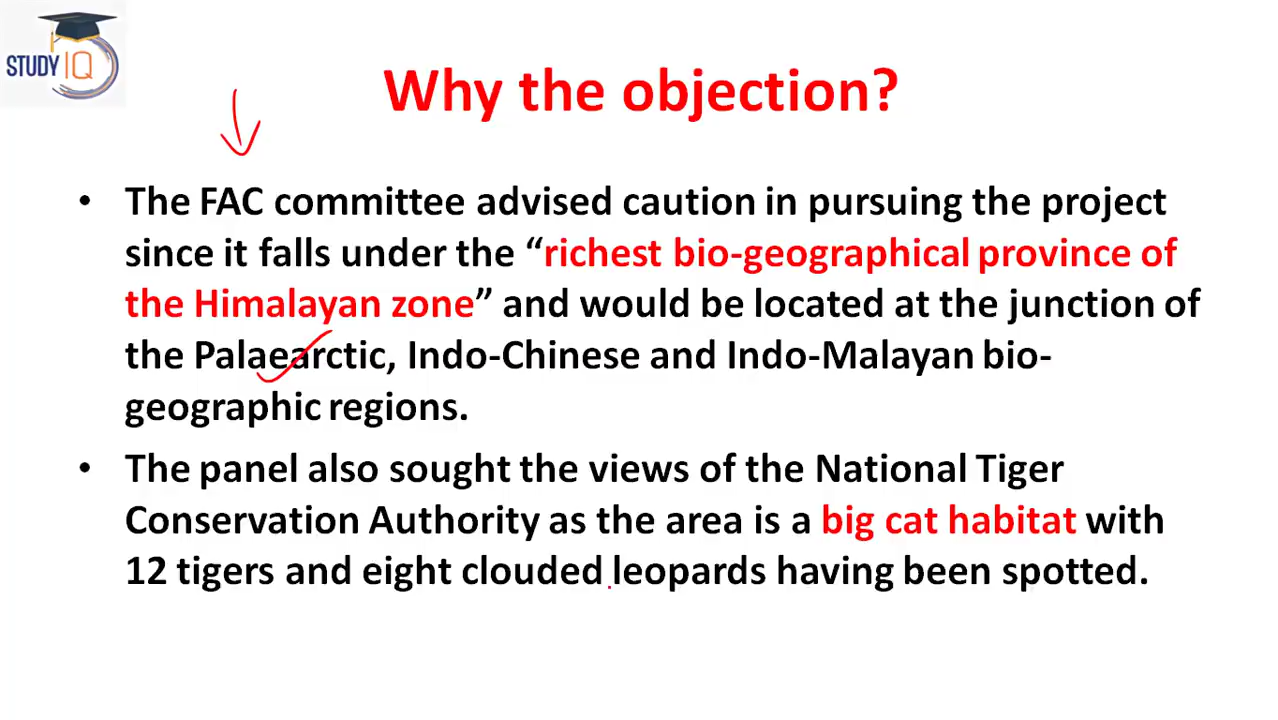 STUDY IQ
Why the objection?
• The FAC committee advised caution in pursuing the project
since it falls under the “richest bio-geographical province of
the Himalayan zone” and would be located at the junction of
the Palaearctic, Indo-Chinese and Indo-Malayan bio-
geographic regions.
• The panel also sought the views of the National Tiger
Conservation Authority as the area is a big cat habitat with
12 tigers and eight clouded leopards having been spotted.